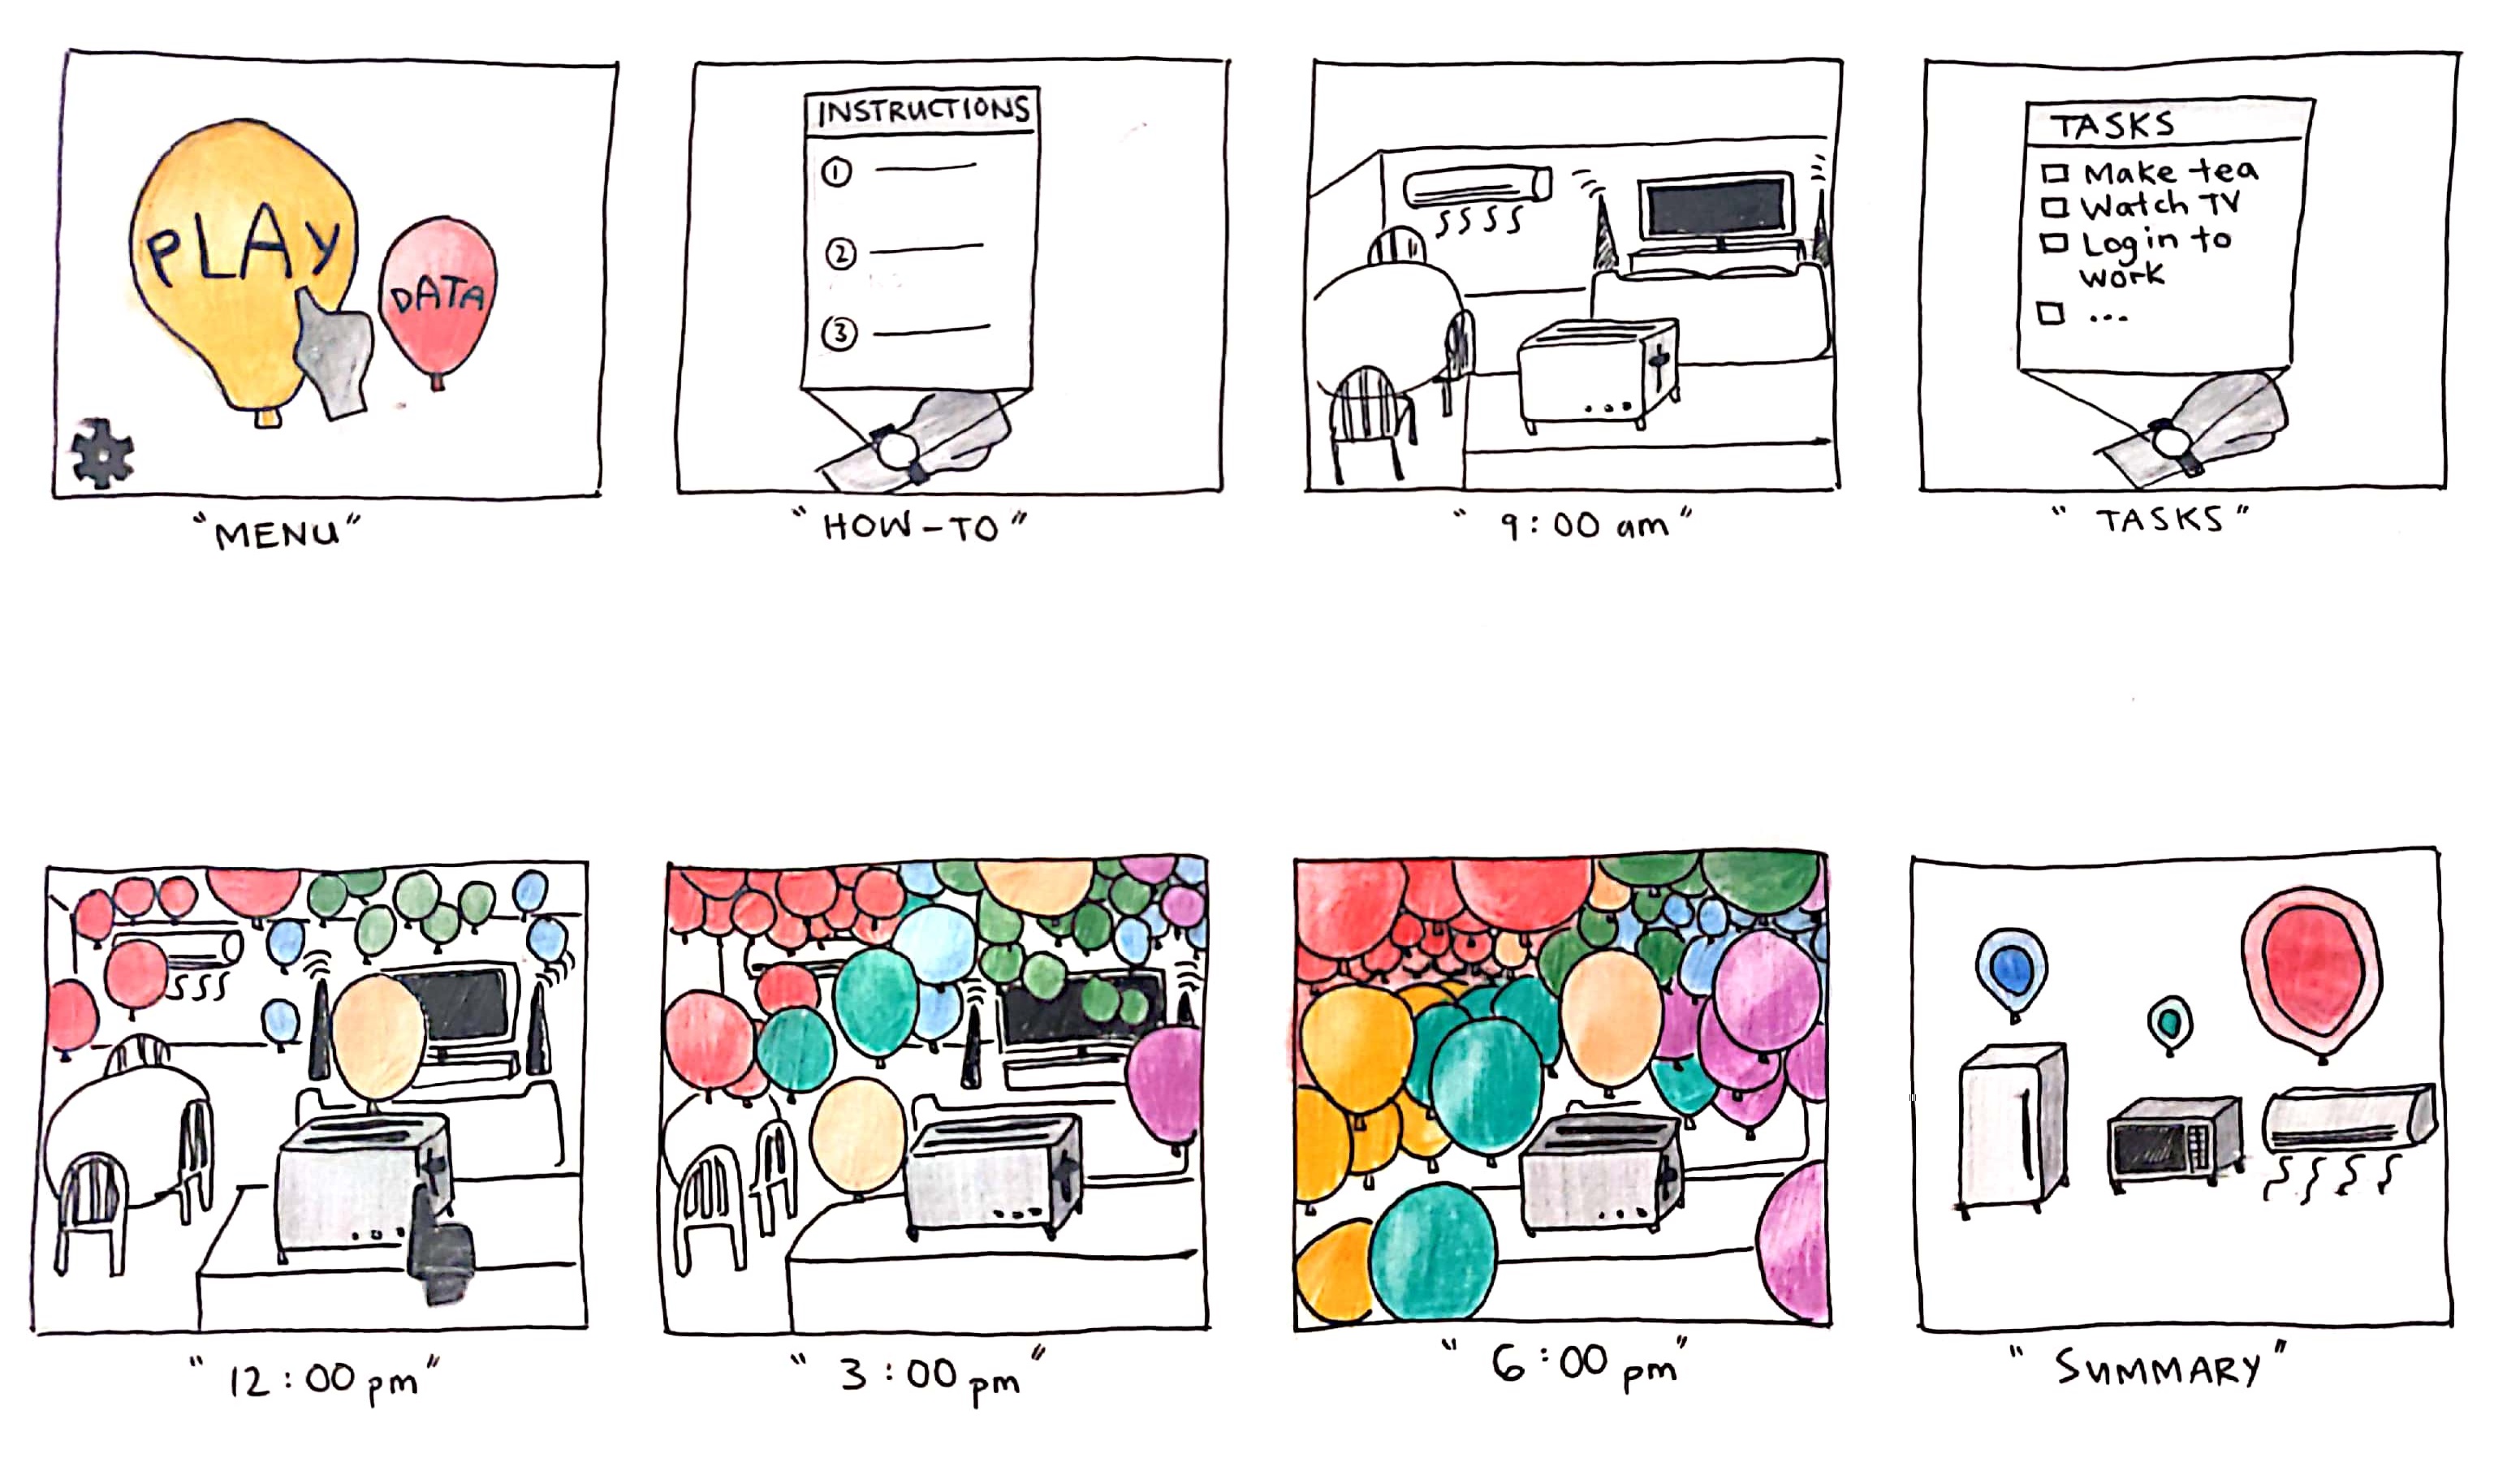 PLAY
DATA
"MENU"
INSTRUCTIONS
1
2
3
"HOW-TO"
"9:00 am"
TASKS
Make tea
Watch TV
Log in to
work
...
"TASKS"
"12:00 pm"
"3:00 pm"
"6:00 pm"
"SUMMARY"